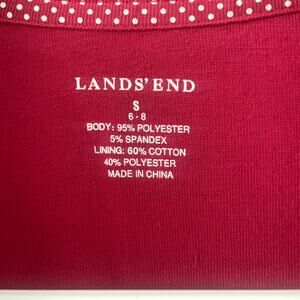 LANDS' END
S
6-8
BODY: 95% POLYESTER
5% SPANDEX
LINING: 60% COTTON
40% POLYESTER
MADE IN CHINA